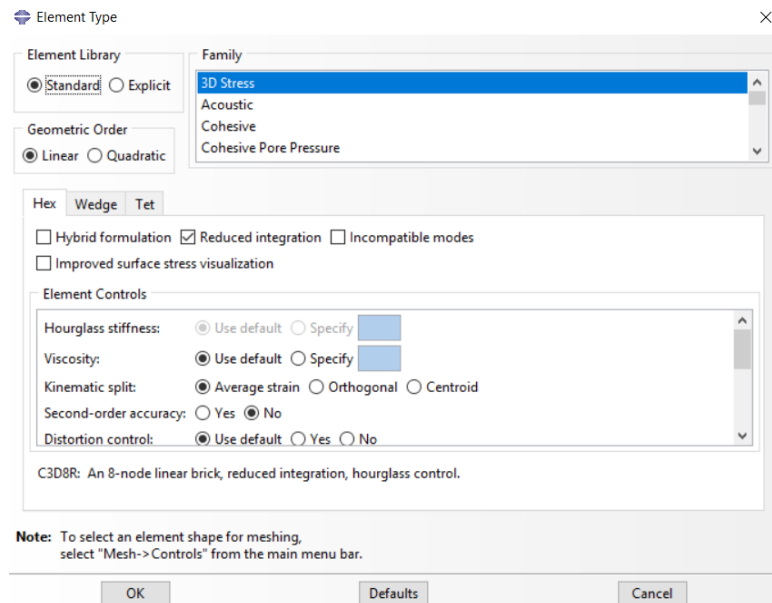 Element Type
Element Library
Standard Explicit
Geometric Order
Linear Quadratic
Family
3D Stress
Acoustic
Cohesive
Cohesive Pore Pressure
Hex Wedge Tet
Hybrid formulation Reduced integration Incompatible modes
Improved surface stress visualization
Element Controls
Hourglass stiffness: Use default Specify
Viscosity: Use default Specify
Kinematic split: Average strain Orthogonal Centroid
Second-order accuracy: Yes No
Distortion control: Use default Yes No
C3D8R: An 8-node linear brick, reduced integration, hourglass control.
Note: To select an element shape for meshing,
select "Mesh->Controls" from the main menu bar.
OK Defaults Cancel